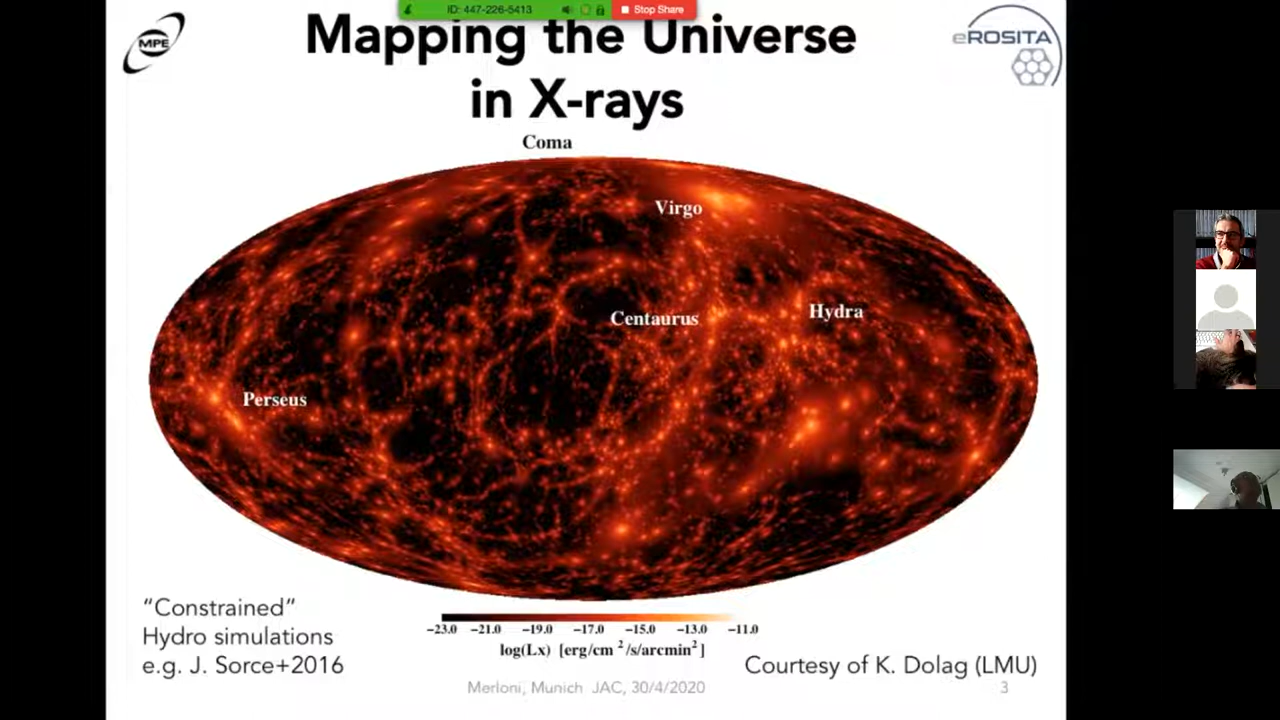 ID: 447-226-5413
Stop Share
MPE
eROSITA
Mapping the Universe
in X-rays
Coma
Virgo
Centaurus
Hydra
Perseus
“Constrained”
Hydro simulations
e.g. J. Sorce+2016
−23.0 −21.0 −19.0 −17.0 −15.0 −13.0 −11.0
log(Lx) [erg/cm²/s/arcmin²]
Courtesy of K. Dolag (LMU)
Merloni, Munich JAC, 30/4/2020
3